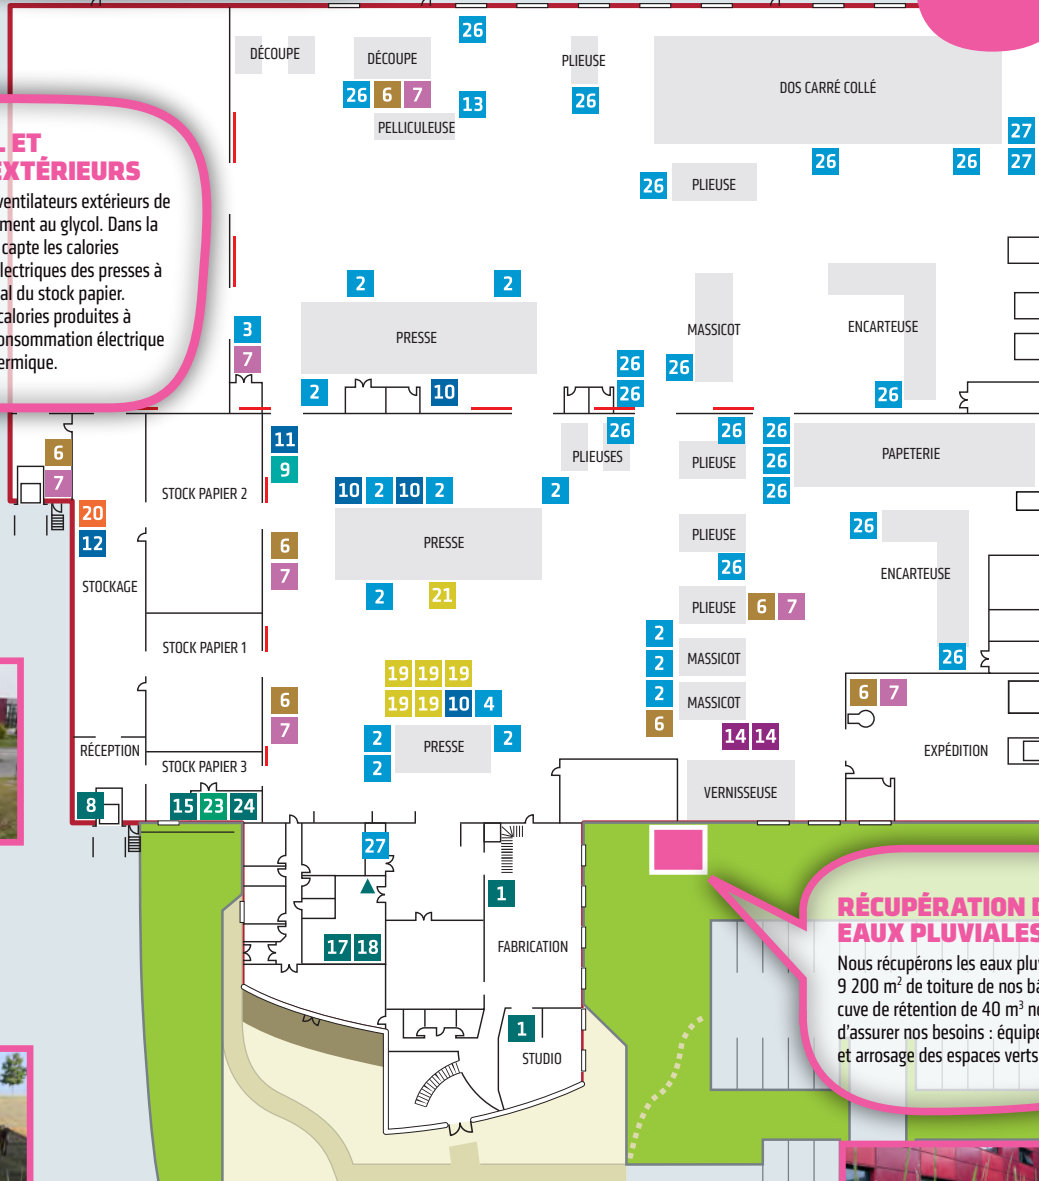 26
DÉCOUPE
DÉCOUPE
PLIEUSE
DOS CARRÉ COLLÉ
26 6 7
13
26
PELLICULEUSE
27
26
26
27
26
PLIEUSE
L ET
EXTÉRIEURS
ventilateurs extérieurs de
ment au glycol. Dans la
capte les calories
lectriques des presses à
al du stock papier.
calories produites à
onsommation électrique
ermique.
2
2
3
7
PRESSE
MASSICOT
ENCARTEUSE
26
26
26
2
10
26
6
7
11
9
STOCK PAPIER 2
26
PLIEUSES
26
PLIEUSE
26
26
26
PAPETERIE
10 2 10 2
2
20
12
STOCKAGE
PRESSE
6
7
PLIEUSE
26
26
ENCARTEUSE
2
21
PLIEUSE
6 7
STOCK PAPIER 1
2
2
2
6
MASSICOT
MASSICOT
26
19 19 19
19 19 10 4
6
7
6 7
14 14
2
2
PRESSE
2
RÉCEPTION
STOCK PAPIER 3
EXPÉDITION
VERNISSEUSE
8
15 23 24
27
1
17 18
FABRICATION
1
STUDIO
RÉCUPÉRATION D
EAUX PLUVIALES
Nous récupérons les eaux plu
9 200 m² de toiture de nos bâ
cuve de rétention de 40 m³ n
d'assurer nos besoins : équipe
et arrosage des espaces verts